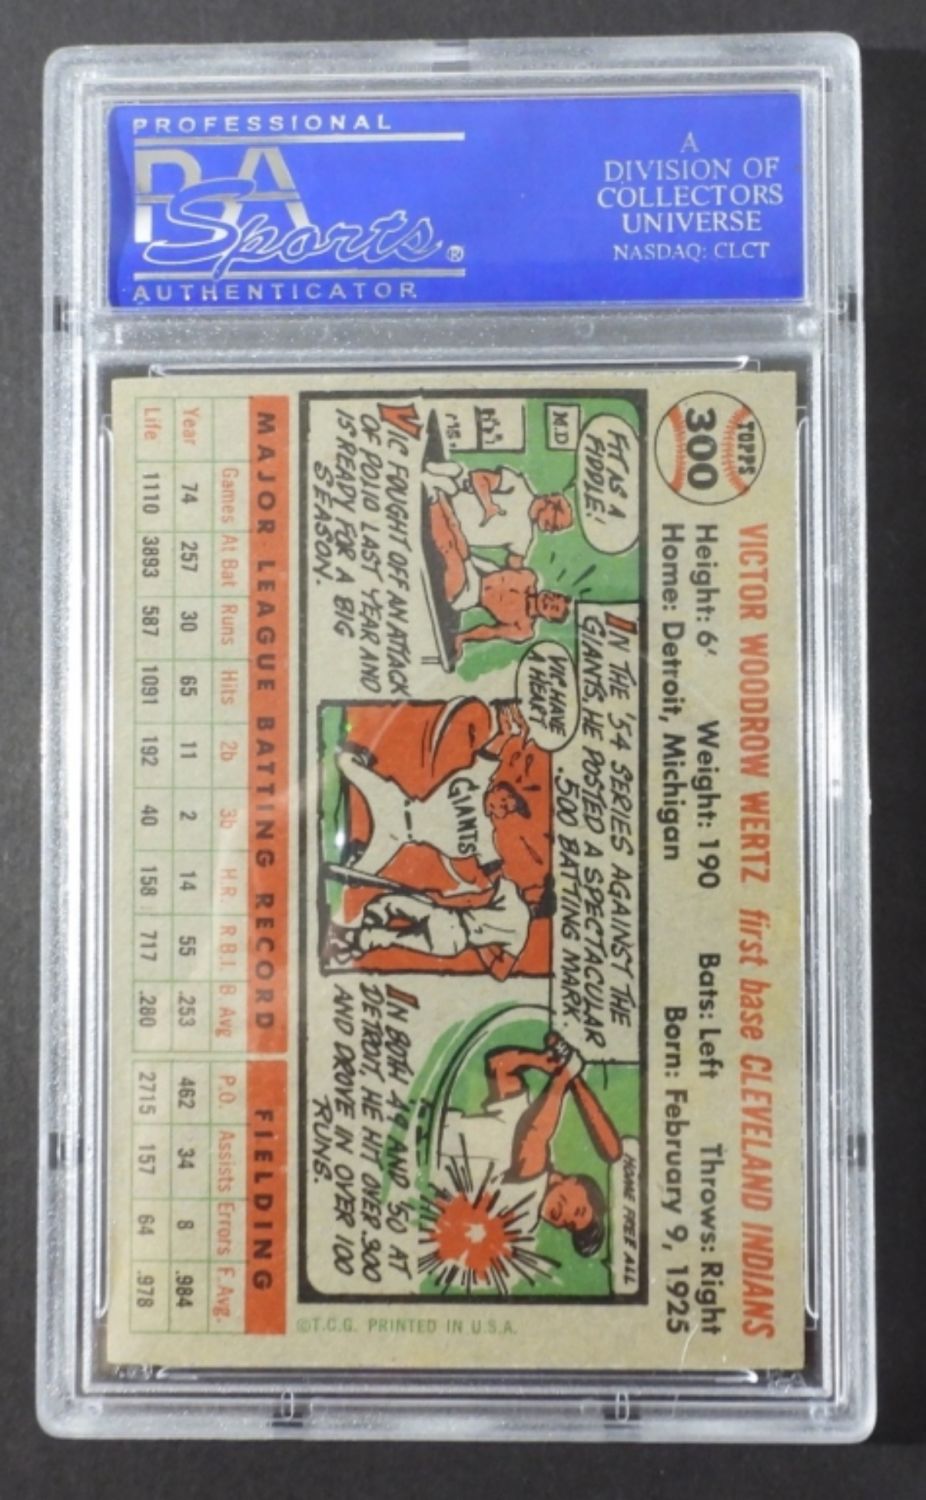 PROFESSIONAL
PSA
Sports®
AUTHENTICATOR
A
DIVISION OF
COLLECTORS
UNIVERSE
NASDAQ: CLCT
TOPPS
300
VICTOR WOODROW WERTZ first base CLEVELAND INDIANS
Height: 6' Weight: 190 Bats: Left Throws: Right
Home: Detroit, Michigan Born: February 9, 1925
FIT AS A
FIDDLE!
M.D
VIC FOUGHT OFF AN ATTACK
OF POLIO LAST YEAR AND
IS READY FOR A BIG
SEASON.
IN THE '54 SERIES AGAINST THE
GIANTS, HE POSTED A SPECTACULAR
.500 BATTING MARK.
VIC, HAVE
A HEART
GIANTS
HOME FREE ALL
IN BOTH '49 AND '50 AT
DETROIT, HE HIT OVER .300
AND DROVE IN OVER 100
RUNS.
©T.C.G. PRINTED IN U.S.A.
MAJOR LEAGUE BATTING RECORD FIELDING
Games At Bat Runs Hits 2b 3b H.R. R.B.I. B. Avg P.O. Assists Errors F. Avg.
Year 74 257 30 65 11 2 14 55 .253 462 34 8 .984
Life 1110 3893 587 1091 192 40 158 717 .280 2715 157 64 .978